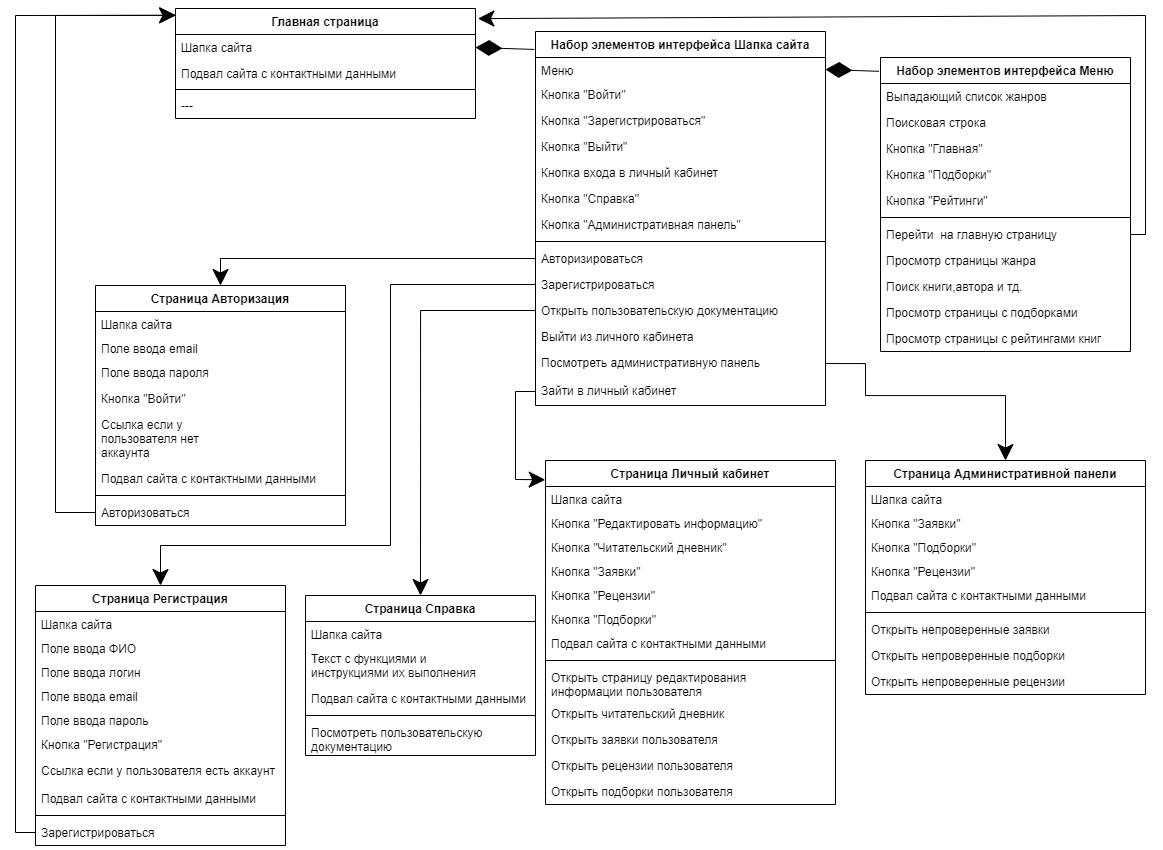 Главная страница
Шапка сайта
Подвал сайта с контактными данными
---
Набор элементов интерфейса Шапка сайта
Меню
Кнопка "Войти"
Кнопка "Зарегистрироваться"
Кнопка "Выйти"
Кнопка входа в личный кабинет
Кнопка "Справка"
Кнопка "Административная панель"
Авторизироваться
Зарегистрироваться
Открыть пользовательскую документацию
Выйти из личного кабинета
Посмотреть административную панель
Зайти в личный кабинет
Набор элементов интерфейса Меню
Выпадающий список жанров
Поисковая строка
Кнопка "Главная"
Кнопка "Подборки"
Кнопка "Рейтинги"
Перейти  на главную страницу
Просмотр страницы жанра
Поиск книги,автора и тд.
Просмотр страницы с подборками
Просмотр страницы с рейтингами книг
Страница Авторизация
Шапка сайта
Поле ввода email
Поле ввода пароля
Кнопка "Войти"
Ссылка если у
пользователя нет
аккаунта
Подвал сайта с контактными данными
Авторизоваться
Страница Регистрация
Шапка сайта
Поле ввода ФИО
Поле ввода логин
Поле ввода email
Поле ввода пароль
Кнопка "Регистрация"
Ссылка если у пользователя есть аккаунт
Подвал сайта с контактными данными
Зарегистрироваться
Страница Справка
Шапка сайта
Текст с функциями и
инструкциями их выполнения
Подвал сайта с контактными данными
Посмотреть пользовательскую
документацию
Страница Личный кабинет
Шапка сайта
Кнопка "Редактировать информацию"
Кнопка "Читательский дневник"
Кнопка "Заявки"
Кнопка "Рецензии"
Кнопка "Подборки"
Подвал сайта с контактными данными
Открыть страницу редактирования
информации пользователя
Открыть читательский дневник
Открыть заявки пользователя
Открыть рецензии пользователя
Открыть подборки пользователя
Страница Административной панели
Шапка сайта
Кнопка "Заявки"
Кнопка "Подборки"
Кнопка "Рецензии"
Подвал сайта с контактными данными
Открыть непроверенные заявки
Открыть непроверенные подборки
Открыть непроверенные рецензии